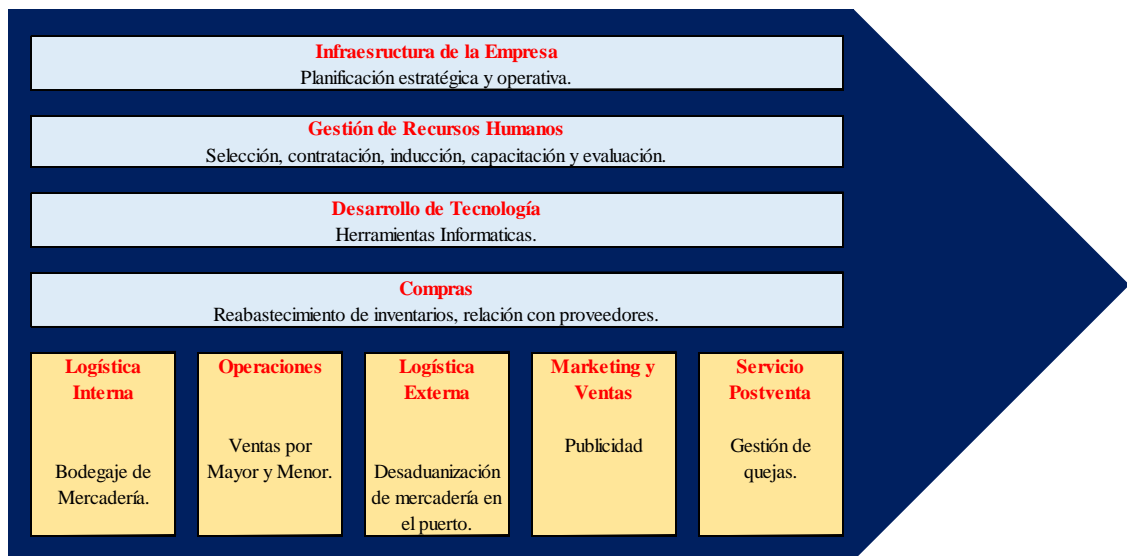 Infraesructura de la Empresa
Planificación estratégica y operativa.
Gestión de Recursos Humanos
Selección, contratación, inducción, capacitación y evaluación.
Desarrollo de Tecnología
Herramientas Informaticas.
Compras
Reabastecimiento de inventarios, relación con proveedores.
Logística
Interna
Bodegaje de
Mercadería.
Operaciones
Ventas por
Mayor y Menor.
Logística
Externa
Desaduanización
de mercadería en
el puerto.
Marketing y
Ventas
Publicidad
Servicio
Postventa
Gestión de
quejas.